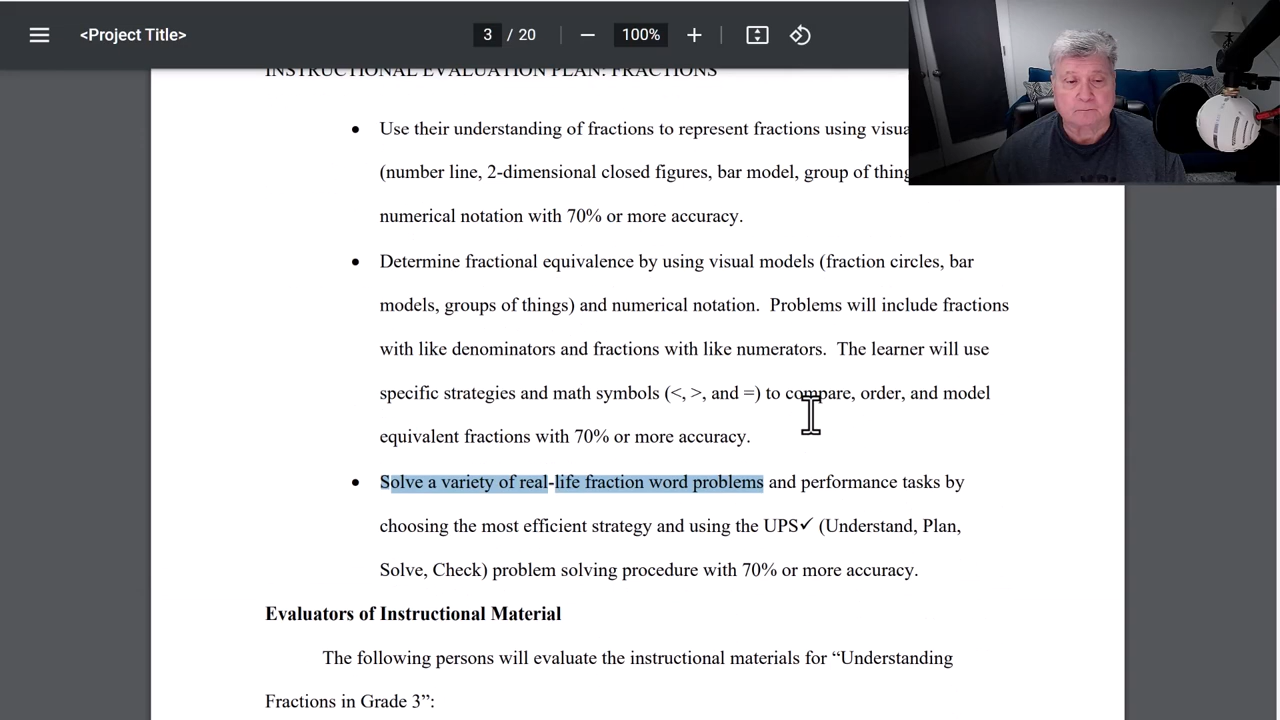 <Project Title>
3 / 20
100%
INSTRUCTIONAL EVALUATION PLAN: FRACTIONS
• Use their understanding of fractions to represent fractions using
(number line, 2-dimensional closed figures, bar model, group of
numerical notation with 70% or more accuracy.
• Determine fractional equivalence by using visual models (fraction circles, bar
models, groups of things) and numerical notation.  Problems will include fractions
with like denominators and fractions with like numerators.  The learner will use
specific strategies and math symbols (<, >, and =) to compare, order, and model
equivalent fractions with 70% or more accuracy.
• Solve a variety of real-life fraction word problems and performance tasks by
choosing the most efficient strategy and using the UPS✓ (Understand, Plan,
Solve, Check) problem solving procedure with 70% or more accuracy.
Evaluators of Instructional Material
The following persons will evaluate the instructional materials for “Understanding
Fractions in Grade 3”: